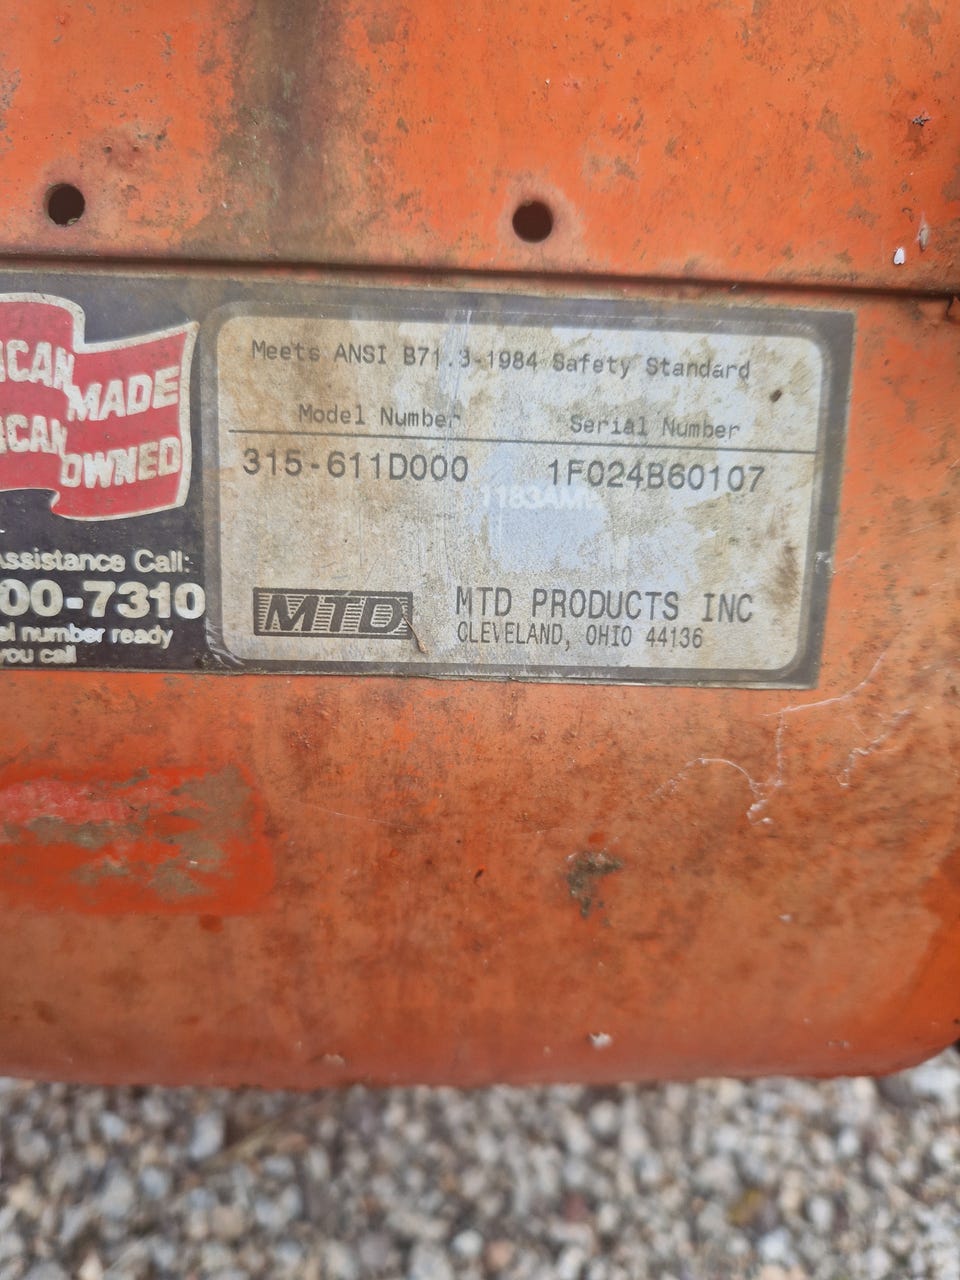 ICAN MADE
ICAN OWNED
Assistance Call:
00-7310
el number ready
you call
Meets ANSI B71.3-1984 Safety Standard
Model Number Serial Number
315-611D000 1F024B60107
MTD
MTD PRODUCTS INC
CLEVELAND, OHIO 44136